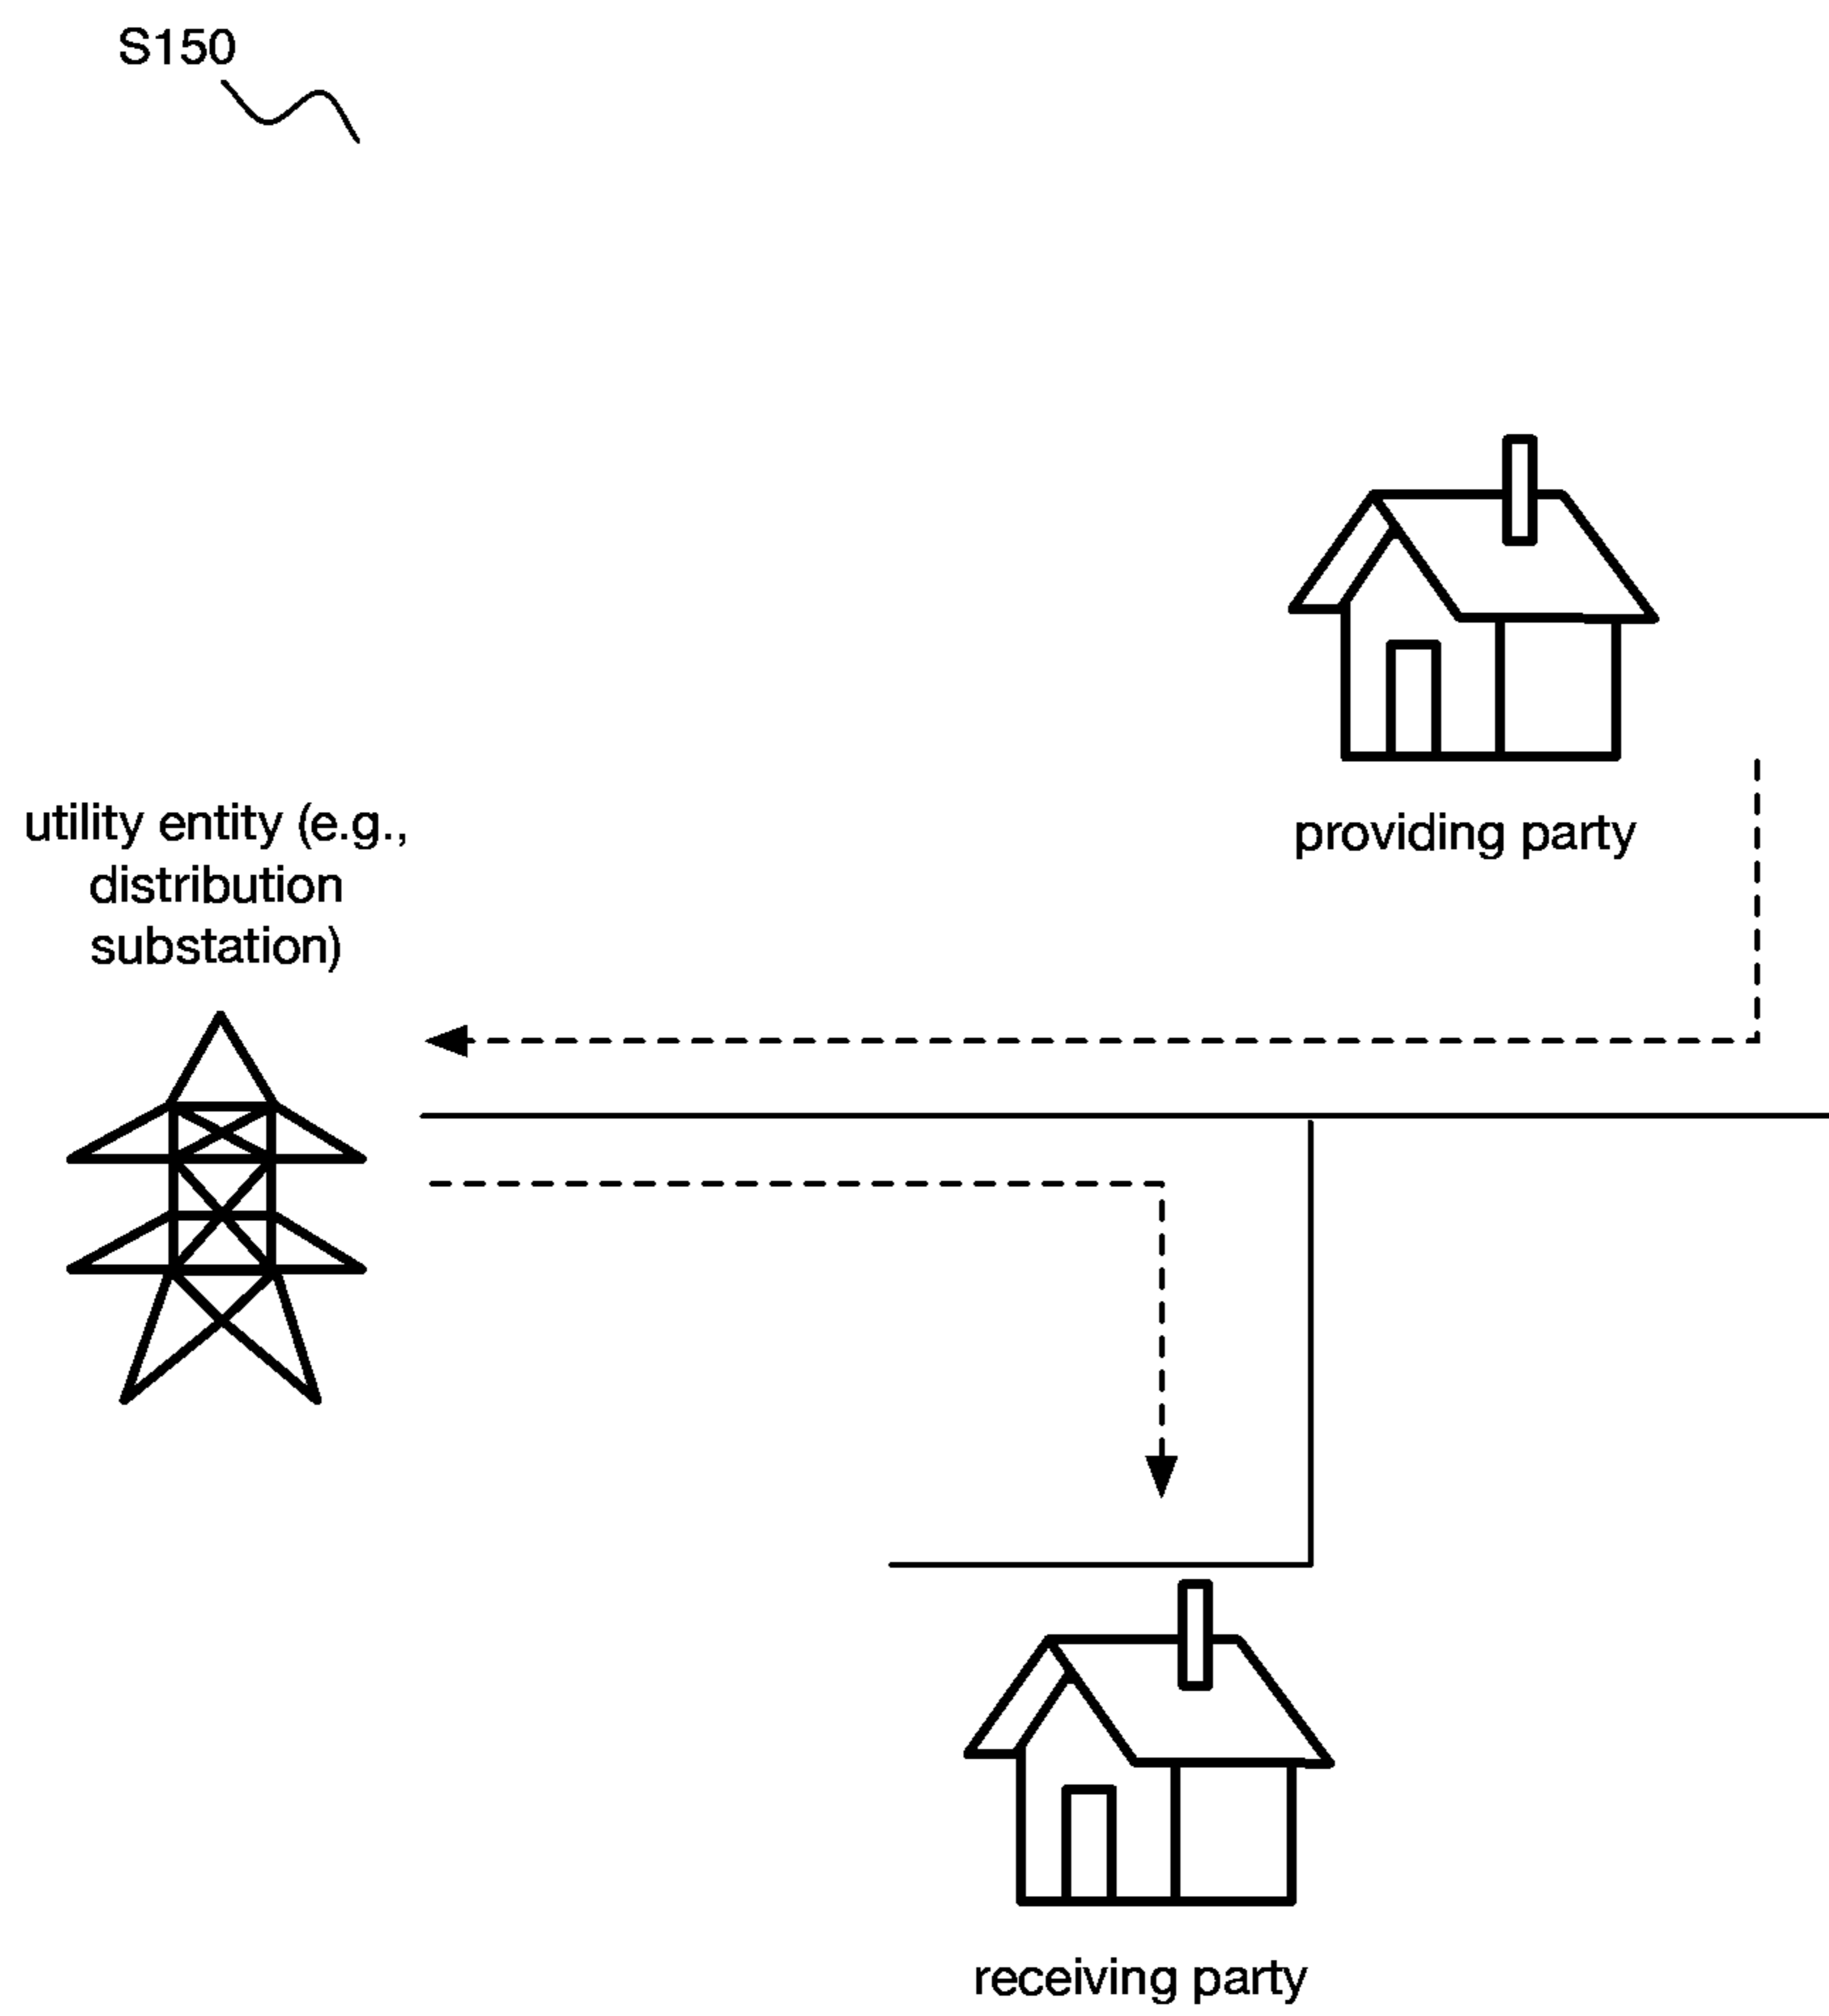 S150
utility entity (e.g.,
distribution
substation)
providing party
receiving party